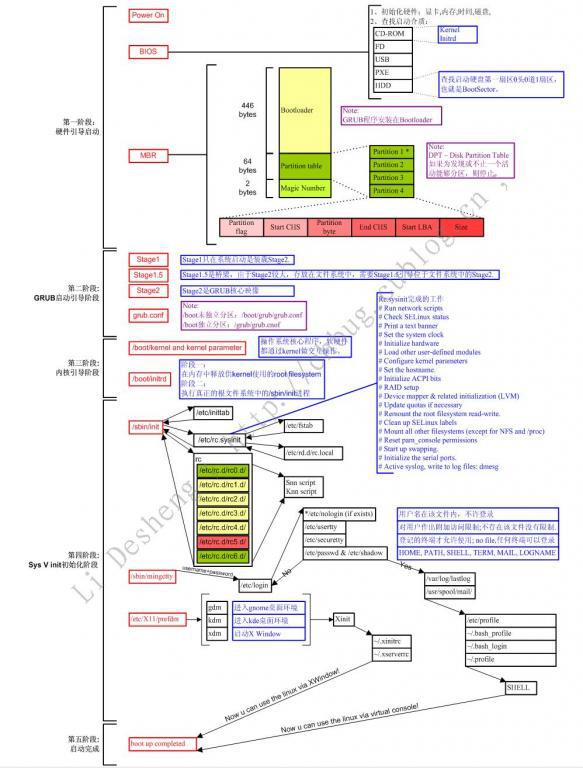 Power On
1、初始化硬件：显卡,内存,时间,磁盘,
2、查找启动介质：
BIOS
CD-ROM
FD
USB
PXE
HDD
Kernel
Initrd
查找启动硬盘第一扇区0头0道1扇区,
也就是BootSector。
第一阶段：
硬件引导启动
MBR
446
bytes
64
bytes
2
bytes
Bootloader
Partition table
Magic Number
Note:
GRUB程序安装在Bootloader
Partition 1 *
Partition 2
Partition 3
Partition 4
Note:
DPT – Disk Partition Table
如果为发现或不止一个活
动能够分区，则停止。
Partition
flag
Start CHS
Partition
byte
End CHS
Start LBA
Size
第二阶段:
GRUB启动引导阶段
Stage1
Stage1只在系统启动是装载Stage2.
Stage1.5
Stage1.5是桥梁，由于Stage2较大，存放在文件系统中，需要Stage1.5引导位于文件系统中的Stage2.
Stage2
Stage2是GRUB核心映像
grub.conf
Note:
/boot未独立分区：/boot/grub/grub.conf
/boot独立分区：/grub/grub.cnof
第三阶段：
内核引导阶段
/boot/kernel and kernel parameter
操作系统核心程序，软硬件
都通过kernel做交互操作。
/boot/initrd
阶段一：
在内存中释放供kernel使用的root filesystem
阶段二：
执行真正的根文件系统中的/sbin/init进程
Re.sysinit完成的工作
# Run network scripts
# Check SELinux status
# Print a text banner
# Set the system clock
# Initialize hardware
# Load other user-defined modules
# Configure kernel parameters
# Set the hostname.
# Initialize ACPI bits
# RAID setup
# Device mapper & related initialization (LVM)
# Update quotas if necessary
# Remount the root filesystem read-write.
# Clean up SELinux labels
# Mount all other filesystems (except for NFS and /proc)
# Reset pam_console permissions
# Start up swapping.
# Initialize the serial ports.
# Active syslog, write to log files: dmesg
第四阶段:
Sys V init初始化阶段
/sbin/init
/etc/inittab
/etc/rc.sysinit
/etc/fstab
/etc/rd.d/rc.local
rc
/etc/rc.d/rc0.d/
/etc/rc.d/rc1.d/
/etc/rc.d/rc2.d/
/etc/rc.d/rc3.d/
/etc/rc.d/rc4.d/
/etc/rc.d/rc5.d/
/etc/rc.d/rc6.d/
Snn script
Knn script
*/etc/nologin (if exists)
/etc/usertty
/etc/securetty
/etc/passwd & /etc/shadow
用户名在该文件内，不许登录
对用户作出附加访问限制;不存在该文件没有限制.
登录的终端才允许使用; no file,任何终端可以登录
HOME, PATH, SHELL, TERM, MAIL, LOGNAME
/sbin/mingetty
username+password
/etc/login
No
Yes
/var/log/lastlog
/usr/spool/mail/
/etc/X11/prefdm
gdm
进入gnome桌面环境
kdm
进入kde桌面环境
xdm
启动X Window
Xinit
~/.xinitrc
~/.xserverrc
/etc/profile
~/.bash_profile
~/.bash_login
~/.profile
SHELL
Now u can use the linux via XWindow!
Now u can use the linux via virtual console!
第五阶段:
启动完成
boot up completed
Li Desheng